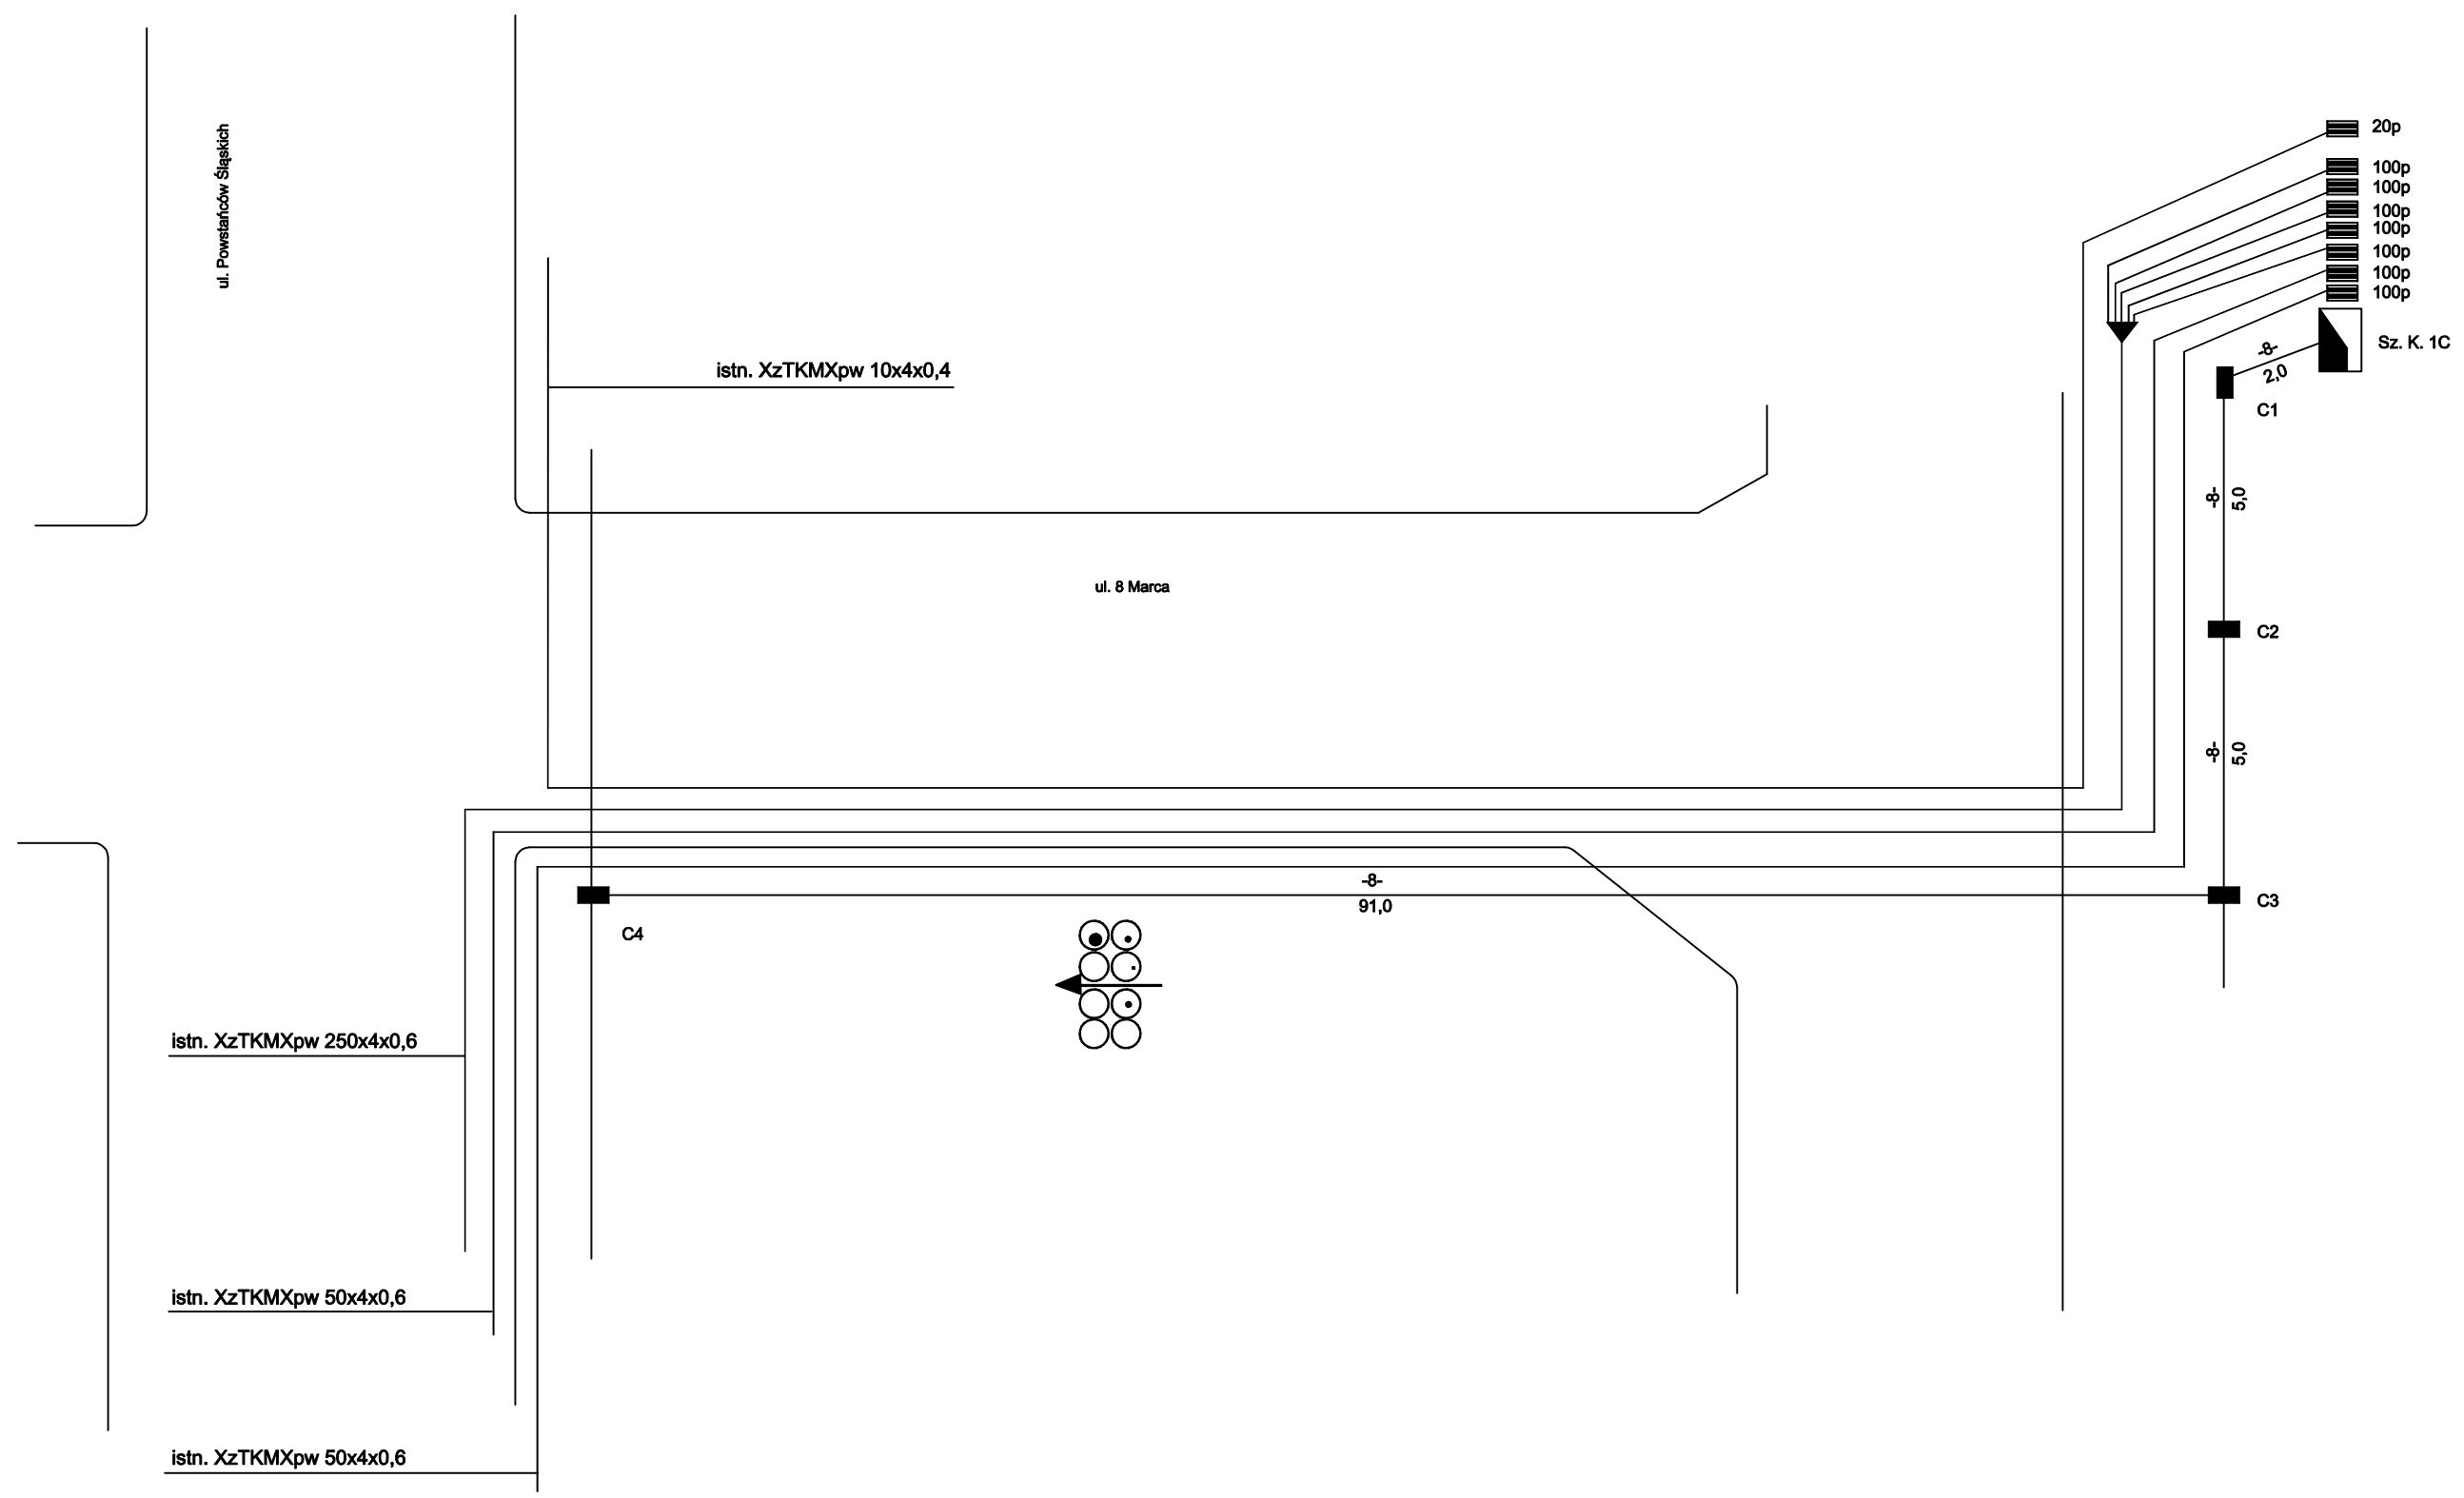 ul. Powstańców Śląskich
20p
100p
100p
100p
100p
100p
100p
100p
Sz. K. 1C
-8-
2,0
C1
istn. XzTKMXpw 10x4x0,4
-8-
5,0
ul. 8 Marca
C2
-8-
5,0
-8-
91,0
C3
C4
istn. XzTKMXpw 250x4x0,6
istn. XzTKMXpw 50x4x0,6
istn. XzTKMXpw 50x4x0,6